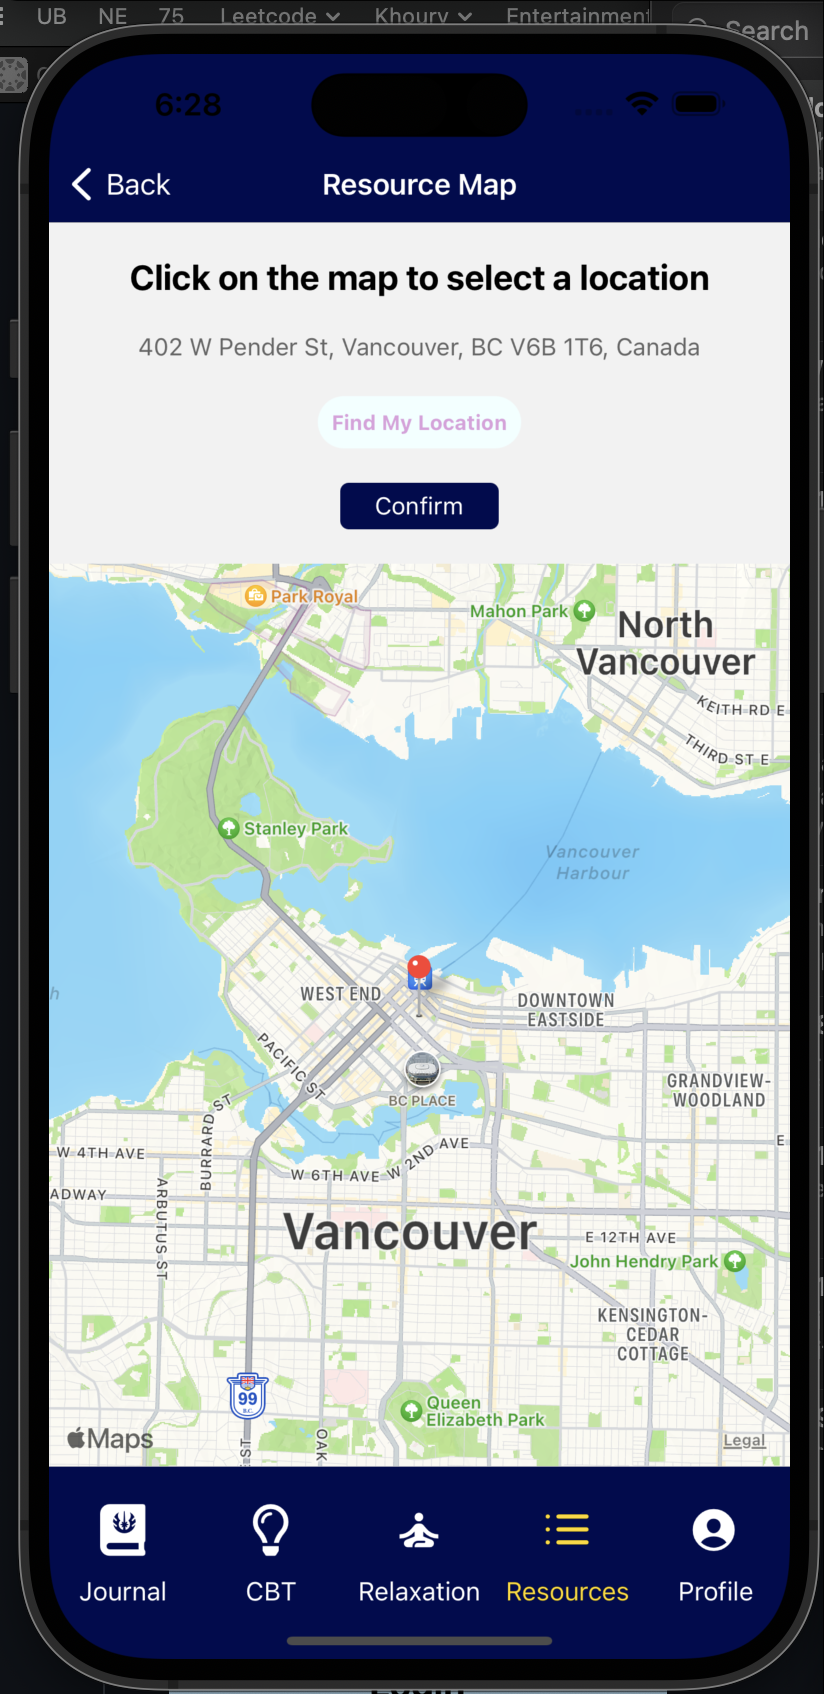 UB NE 75 Leetcode Khoury Entertainment
Search
6:28
Back Resource Map
Click on the map to select a location
402 W Pender St, Vancouver, BC V6B 1T6, Canada
Find My Location
Confirm
Park Royal
Mahon Park
North
Vancouver
KEITH RD E
THIRD ST E
Stanley Park
Vancouver
Harbour
WEST END
DOWNTOWN
EASTSIDE
PACIFIC ST
BC PLACE
GRANDVIEW-
WOODLAND
BURRARD ST
W 4TH AVE
W 2ND AVE
E
W 6TH AVE
ADWAY
ARBUTUS ST
Vancouver
E 12TH AVE
John Hendry Park
KENSINGTON-
CEDAR
COTTAGE
99
B.C.
Queen
Elizabeth Park
OAK
ST
Maps
Legal
Journal CBT Relaxation Resources Profile